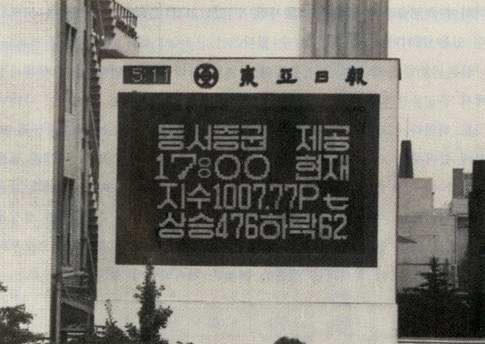 5:11 東亞日報
동서증권 제공
17:00 현재
지수1007.77Pt
상승476하락62